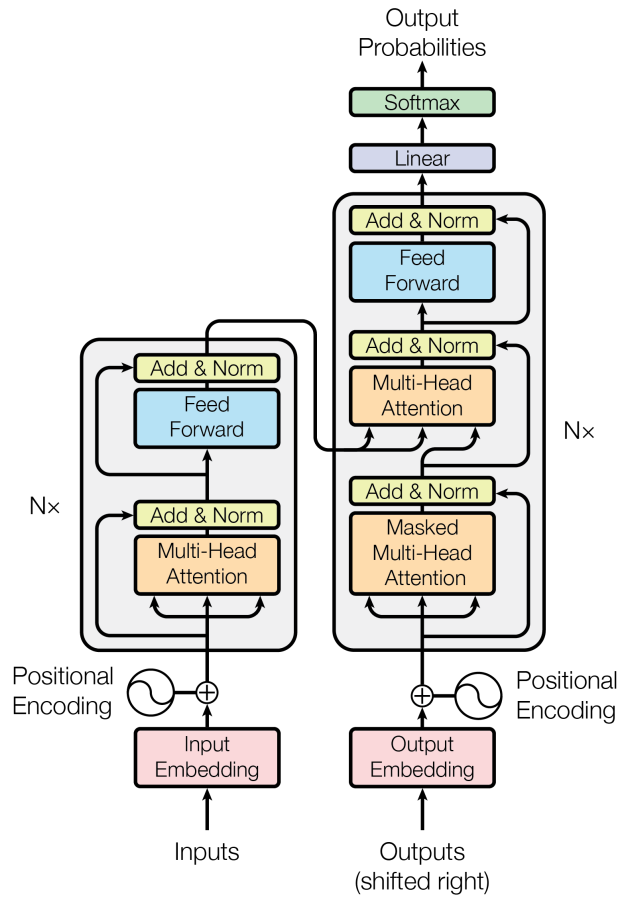 Output
Probabilities
Softmax
Linear
Add & Norm
Feed
Forward
Add & Norm
Multi-Head
Attention
Add & Norm
Masked
Multi-Head
Attention
N×
Add & Norm
Feed
Forward
Add & Norm
Multi-Head
Attention
N×
Positional
Encoding
Positional
Encoding
Input
Embedding
Output
Embedding
Inputs
Outputs
(shifted right)